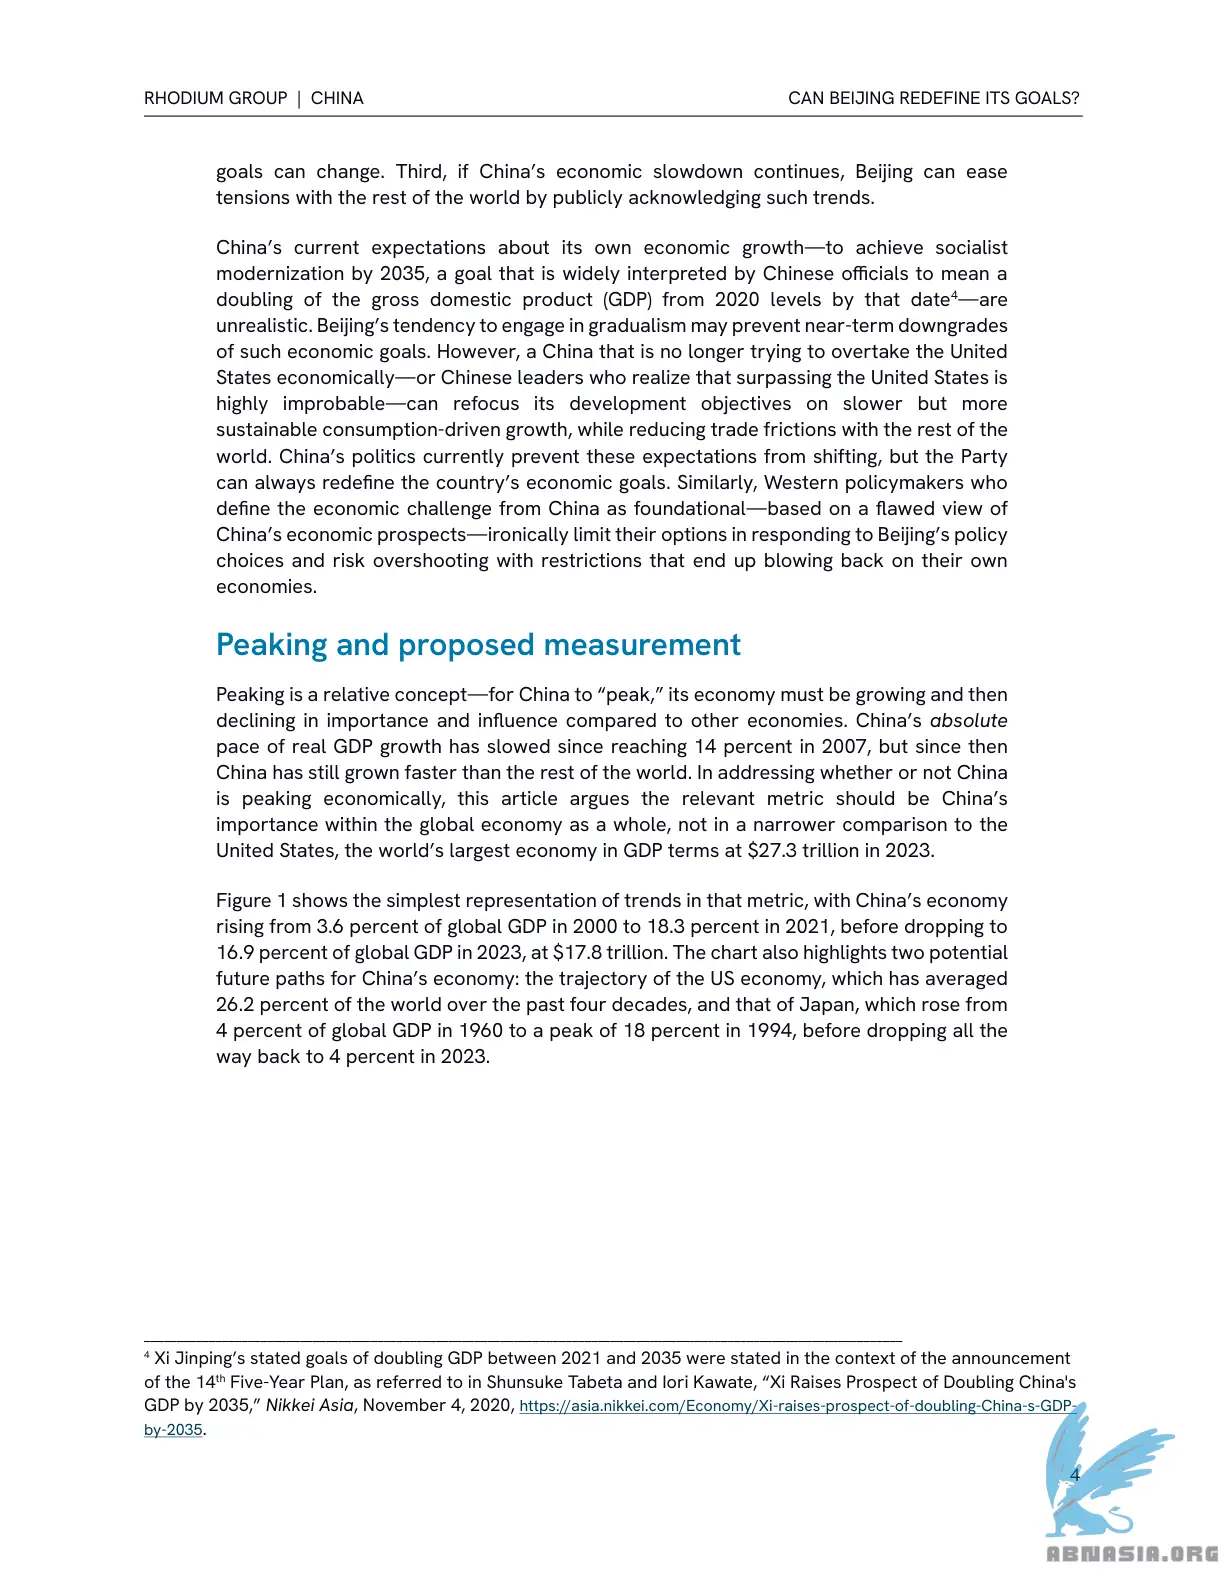 RHODIUM GROUP | CHINA
CAN BEIJING REDEFINE ITS GOALS?
goals can change. Third, if China’s economic slowdown continues, Beijing can ease
tensions with the rest of the world by publicly acknowledging such trends.
China’s current expectations about its own economic growth—to achieve socialist
modernization by 2035, a goal that is widely interpreted by Chinese officials to mean a
doubling of the gross domestic product (GDP) from 2020 levels by that date⁴—are
unrealistic. Beijing’s tendency to engage in gradualism may prevent near-term downgrades
of such economic goals. However, a China that is no longer trying to overtake the United
States economically—or Chinese leaders who realize that surpassing the United States is
highly improbable—can refocus its development objectives on slower but more
sustainable consumption-driven growth, while reducing trade frictions with the rest of the
world. China’s politics currently prevent these expectations from shifting, but the Party
can always redefine the country’s economic goals. Similarly, Western policymakers who
define the economic challenge from China as foundational—based on a flawed view of
China’s economic prospects—ironically limit their options in responding to Beijing’s policy
choices and risk overshooting with restrictions that end up blowing back on their own
economies.
Peaking and proposed measurement
Peaking is a relative concept—for China to “peak,” its economy must be growing and then
declining in importance and influence compared to other economies. China’s absolute
pace of real GDP growth has slowed since reaching 14 percent in 2007, but since then
China has still grown faster than the rest of the world. In addressing whether or not China
is peaking economically, this article argues the relevant metric should be China’s
importance within the global economy as a whole, not in a narrower comparison to the
United States, the world’s largest economy in GDP terms at $27.3 trillion in 2023.
Figure 1 shows the simplest representation of trends in that metric, with China’s economy
rising from 3.6 percent of global GDP in 2000 to 18.3 percent in 2021, before dropping to
16.9 percent of global GDP in 2023, at $17.8 trillion. The chart also highlights two potential
future paths for China’s economy: the trajectory of the US economy, which has averaged
26.2 percent of the world over the past four decades, and that of Japan, which rose from
4 percent of global GDP in 1960 to a peak of 18 percent in 1994, before dropping all the
way back to 4 percent in 2023.
⁴ Xi Jinping’s stated goals of doubling GDP between 2021 and 2035 were stated in the context of the announcement
of the 14th Five-Year Plan, as referred to in Shunsuke Tabeta and Iori Kawate, “Xi Raises Prospect of Doubling China's
GDP by 2035,” Nikkei Asia, November 4, 2020, https://asia.nikkei.com/Economy/Xi-raises-prospect-of-doubling-China-s-GDP-
by-2035.
4
ABNASIA.ORG